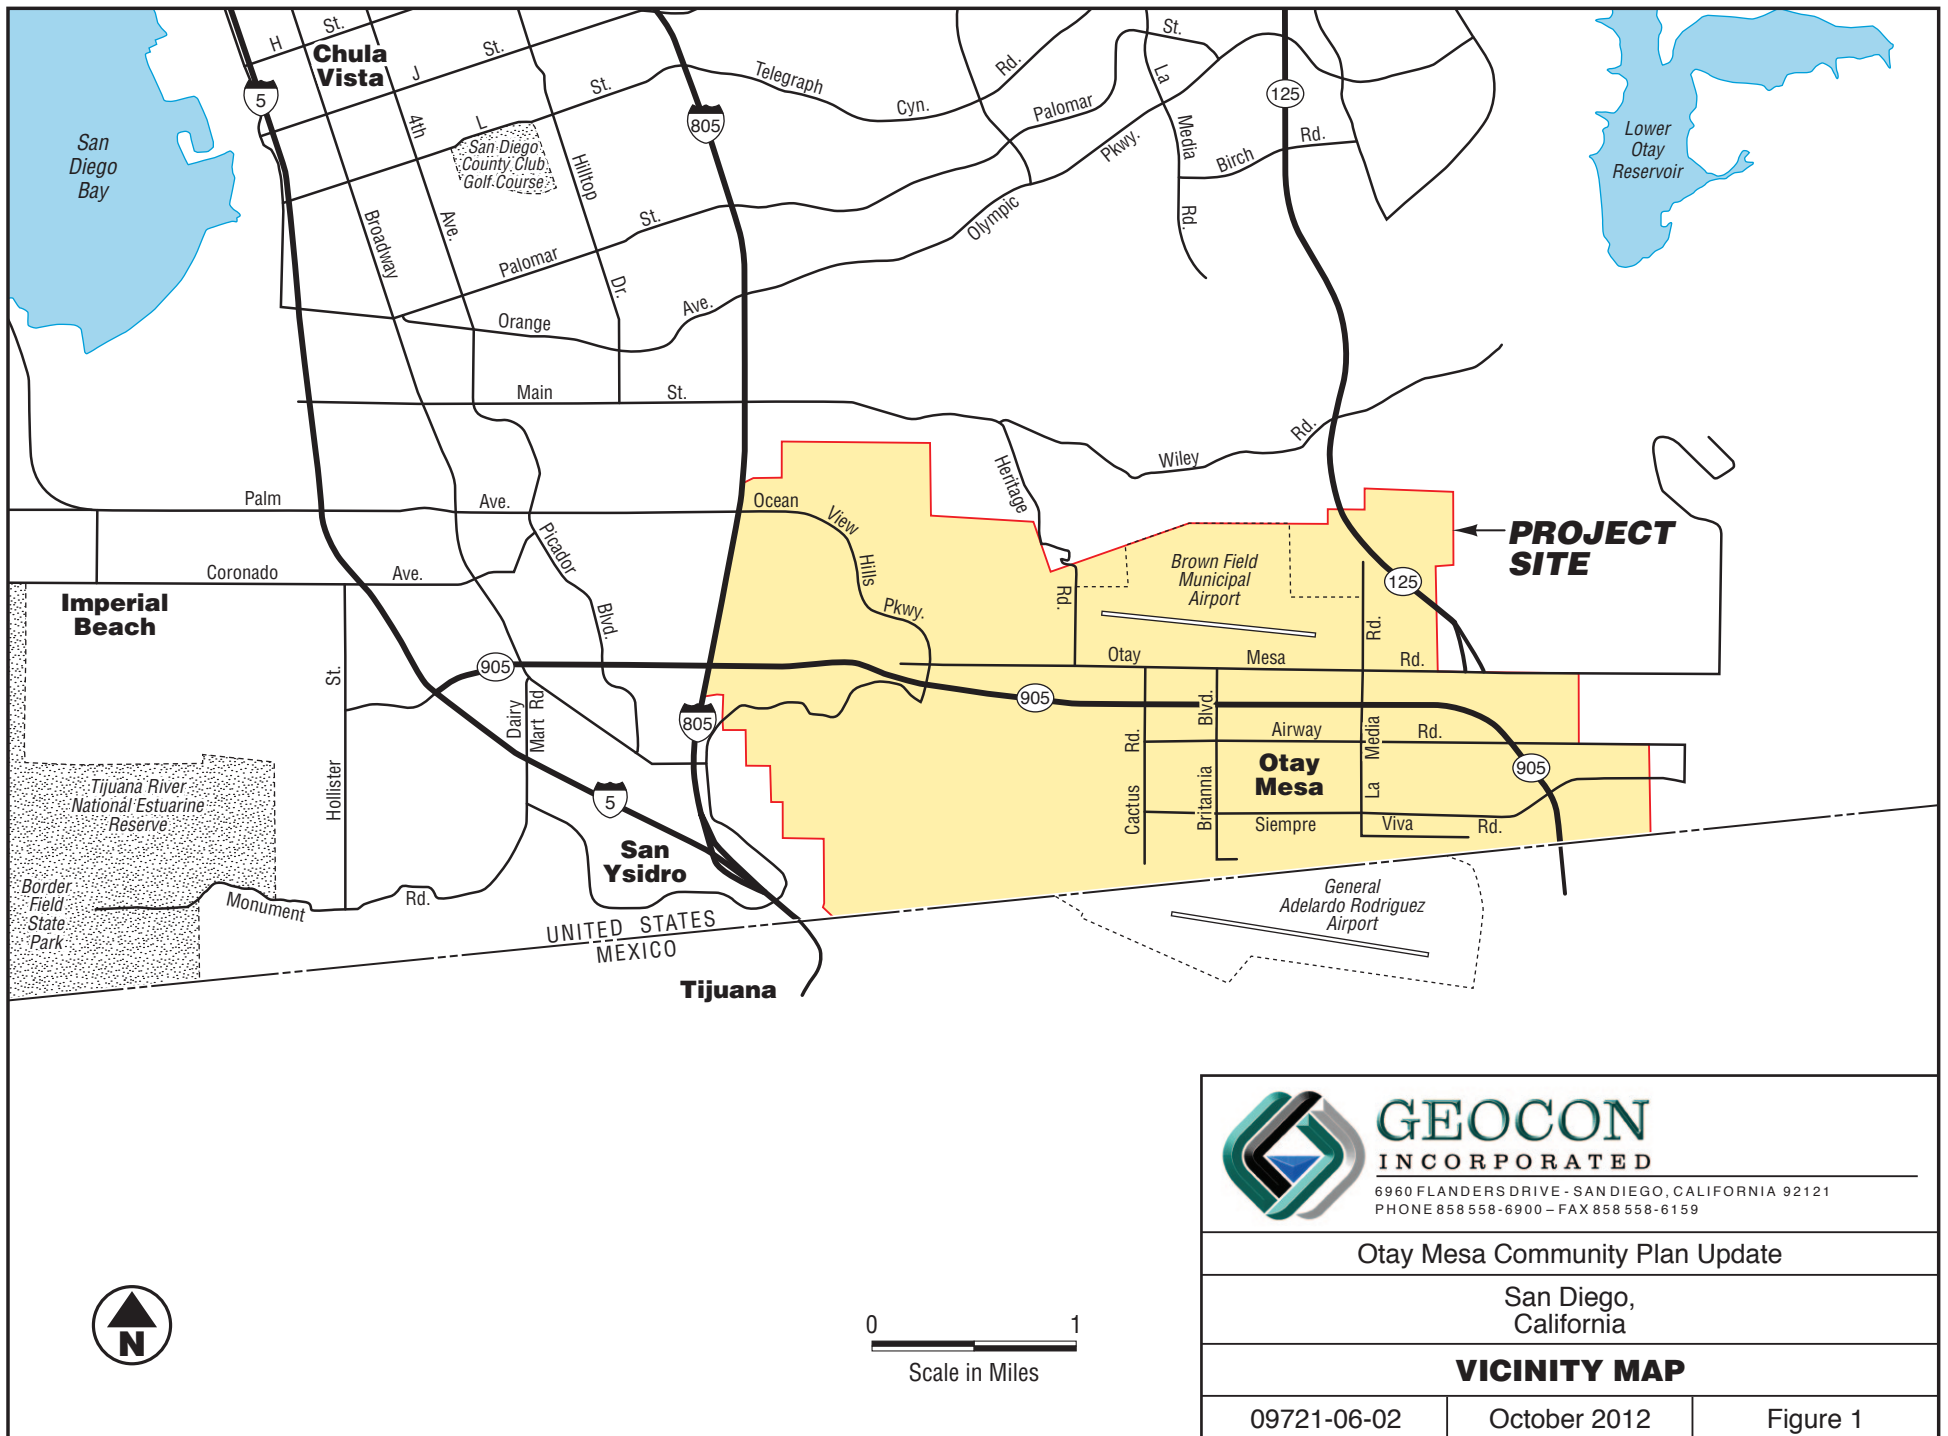 H St.
Chula
Vista
J St.
5
4th Ave.
L St.
San Diego
County Club
Golf Course
Hilltop Dr.
Broadway
805
Telegraph Cyn. Rd.
St.
La Media Rd.
Palomar
Olympic Pkwy.
Birch Rd.
125
San
Diego
Bay
Lower
Otay
Reservoir
Palomar St.
Orange Ave.
Main St.
Heritage Rd.
Wiley Rd.
Palm Ave.
Ocean View Hills Pkwy.
Picador Blvd.
Coronado Ave.
Imperial
Beach
Brown Field
Municipal
Airport
PROJECT
SITE
125
905
Otay Mesa Rd.
905
805
Hollister St.
Dairy
Mart Rd
Cactus Rd.
Britannia Blvd.
Airway Rd.
La Media Rd.
Otay
Mesa
905
Siempre Viva Rd.
5
Tijuana River
National Estuarine
Reserve
San
Ysidro
Border
Field
State
Park
Monument Rd.
UNITED STATES
MEXICO
Tijuana
General
Adelardo Rodriguez
Airport
N
0 1
Scale in Miles
GEOCON
INCORPORATED
6960 FLANDERS DRIVE - SAN DIEGO, CALIFORNIA 92121
PHONE 858 558-6900 – FAX 858 558-6159
Otay Mesa Community Plan Update
San Diego,
California
VICINITY MAP
09721-06-02 October 2012 Figure 1